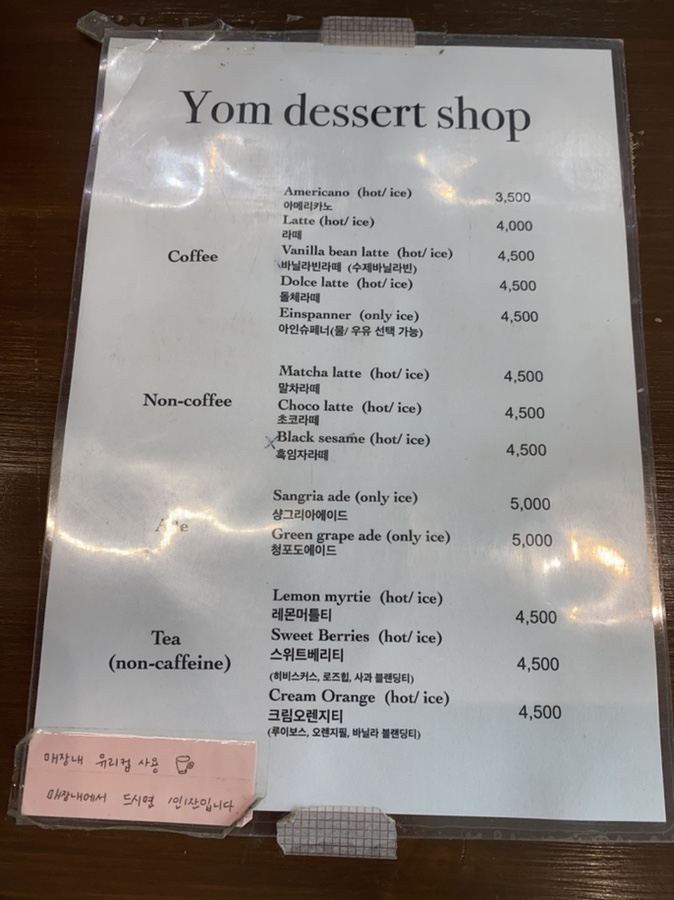 Yom dessert shop
Coffee
Americano (hot/ ice) 3,500
아메리카노
Latte (hot/ ice) 4,000
라떼
Vanilla bean latte (hot/ ice) 4,500
바닐라빈라떼 (수제바닐라빈)
Dolce latte (hot/ ice) 4,500
돌체라떼
Einspanner (only ice) 4,500
아인슈페너(물/ 우유 선택 가능)
Non-coffee
Matcha latte (hot/ ice) 4,500
말차라떼
Choco latte (hot/ ice) 4,500
초코라떼
Black sesame (hot/ ice) 4,500
흑임자라떼
Ade
Sangria ade (only ice) 5,000
샹그리아에이드
Green grape ade (only ice) 5,000
청포도에이드
Tea
(non-caffeine)
Lemon myrtie (hot/ ice) 4,500
레몬머틀티
Sweet Berries (hot/ ice) 4,500
스위트베리티
(히비스커스, 로즈힙, 사과 블랜딩티)
Cream Orange (hot/ ice) 4,500
크림오렌지티
(루이보스, 오렌지필, 바닐라 블랜딩티)
매장내 유리컵 사용
매장내에서 드시면 1인1잔입니다